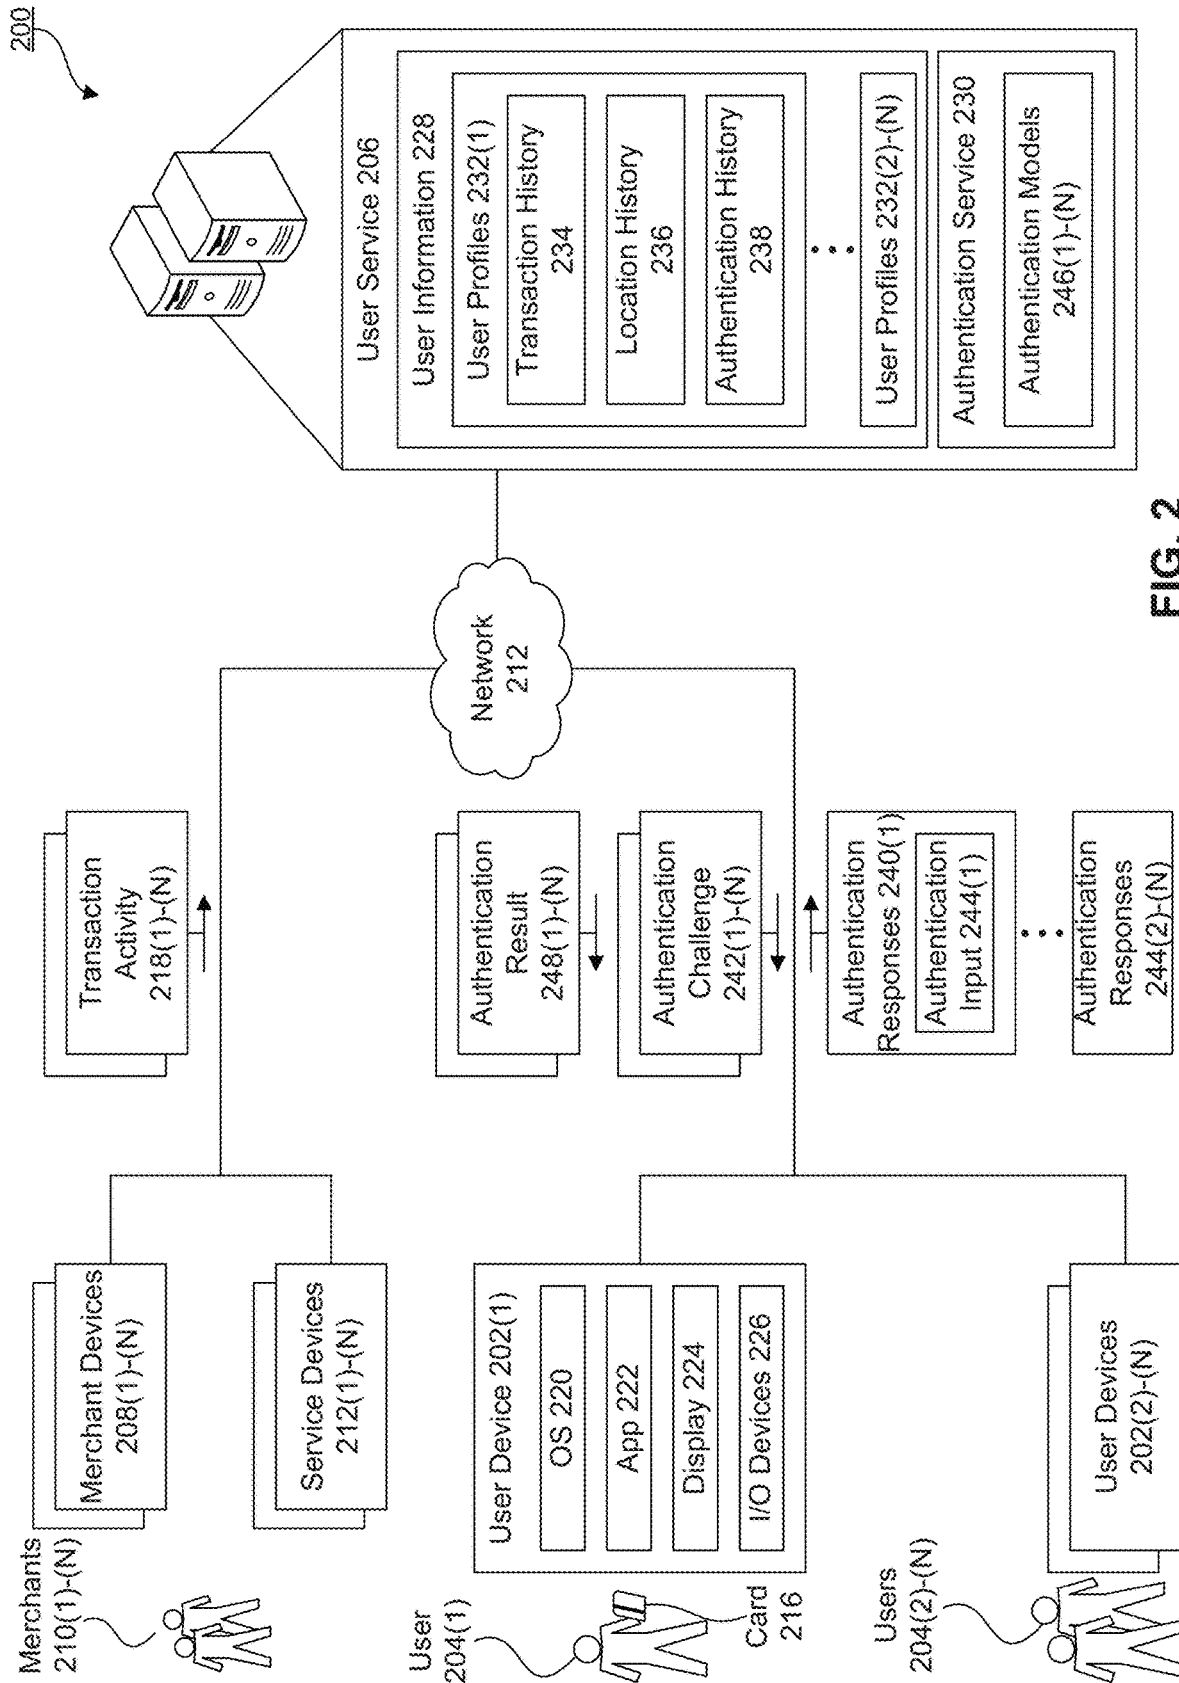 200
Merchants
210(1)-(N)
Merchant Devices
208(1)-(N)
Service Devices
212(1)-(N)
Transaction
Activity
218(1)-(N)
User
204(1)
Card
216
User Device 202(1)
OS 220
App 222
Display 224
I/O Devices 226
Users
204(2)-(N)
User Devices
202(2)-(N)
Authentication
Result
248(1)-(N)
Authentication
Challenge
242(1)-(N)
Authentication
Responses 240(1)
Authentication
Input 244(1)
Authentication
Responses
244(2)-(N)
Network
212
User Service 206
User Information 228
User Profiles 232(1)
Transaction History
234
Location History
236
Authentication History
238
User Profiles 232(2)-(N)
Authentication Service 230
Authentication Models
246(1)-(N)
FIG. 2